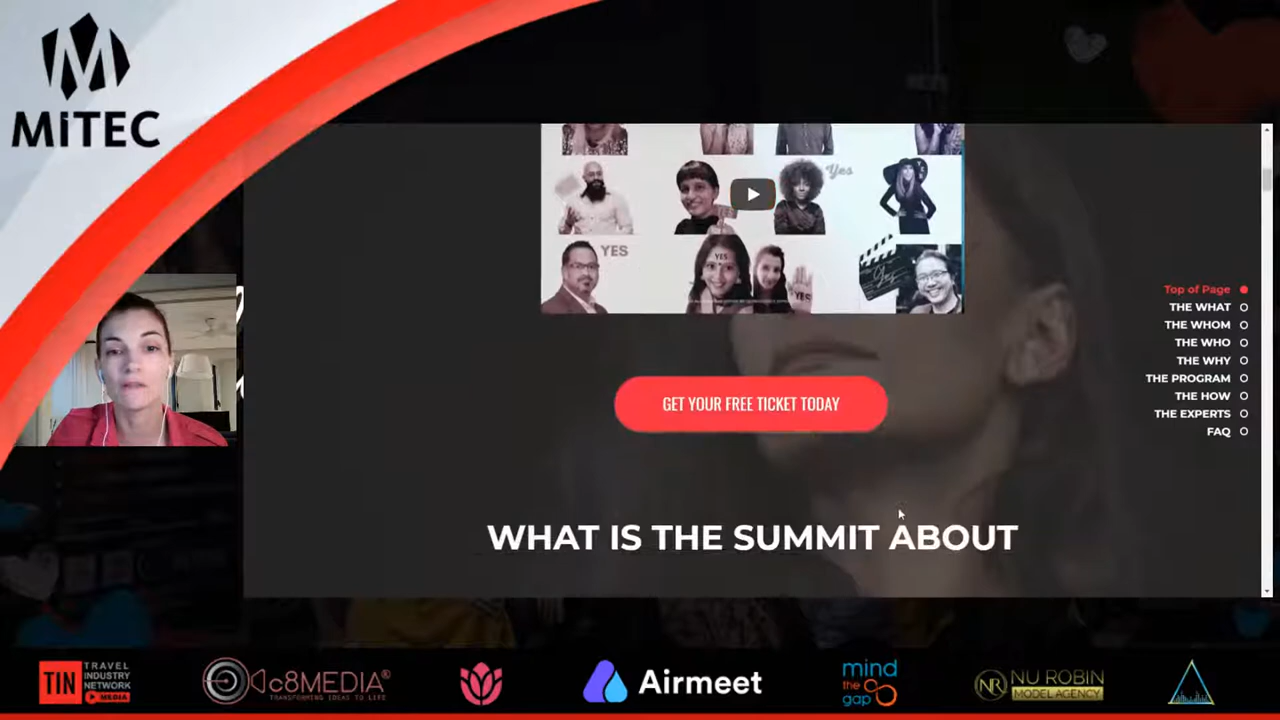 MiTEC
Yes
YES
YES
YES
GET YOUR FREE TICKET TODAY
WHAT IS THE SUMMIT ABOUT
Top of Page
THE WHAT
THE WHOM
THE WHO
THE WHY
THE PROGRAM
THE HOW
THE EXPERTS
FAQ
TIN
TRAVEL
INDUSTRY
NETWORK
MEDIA
c8MEDIA®
TRANSFORMING IDEAS TO LIFE
Airmeet
mind
the
gap
NR
NU ROBIN
MODEL AGENCY